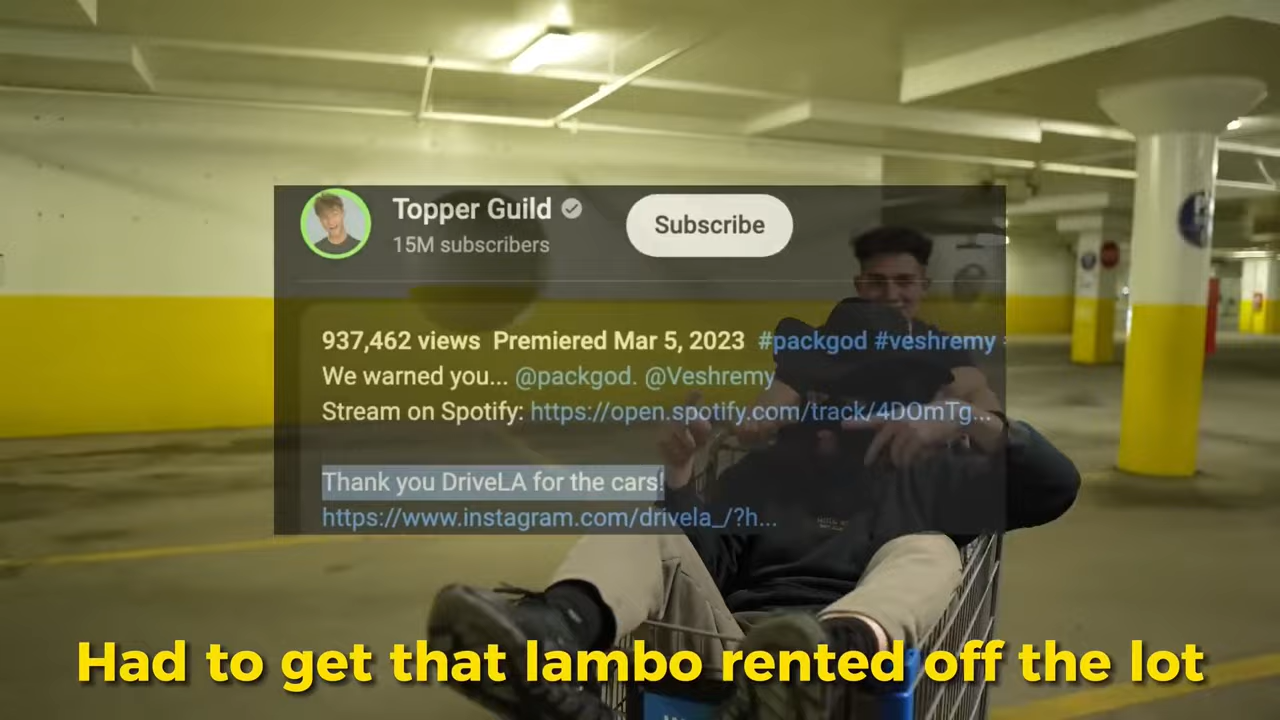 Topper Guild
Subscribe
15M subscribers
937,462 views Premiered Mar 5, 2023 #packgod #veshremy
We warned you... @packgod. @Veshremy
Stream on Spotify: https://open.spotify.com/track/4DOmTg...
Thank you DriveLA for the cars!
https://www.instagram.com/drivela_/?h...
Had to get that lambo rented off the lot